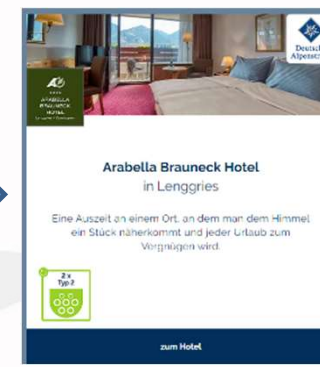 Deutsche
Alpenstr
ARABELLA
BRAUNECK
HOTEL
Arabella Brauneck Hotel
in Lenggries
Eine Auszeit an einem Ort, an dem man dem Himmel
ein Stück näherkommt und jeder Urlaub zum
Vergnügen wird.
2 x
Typ 2
zum Hotel